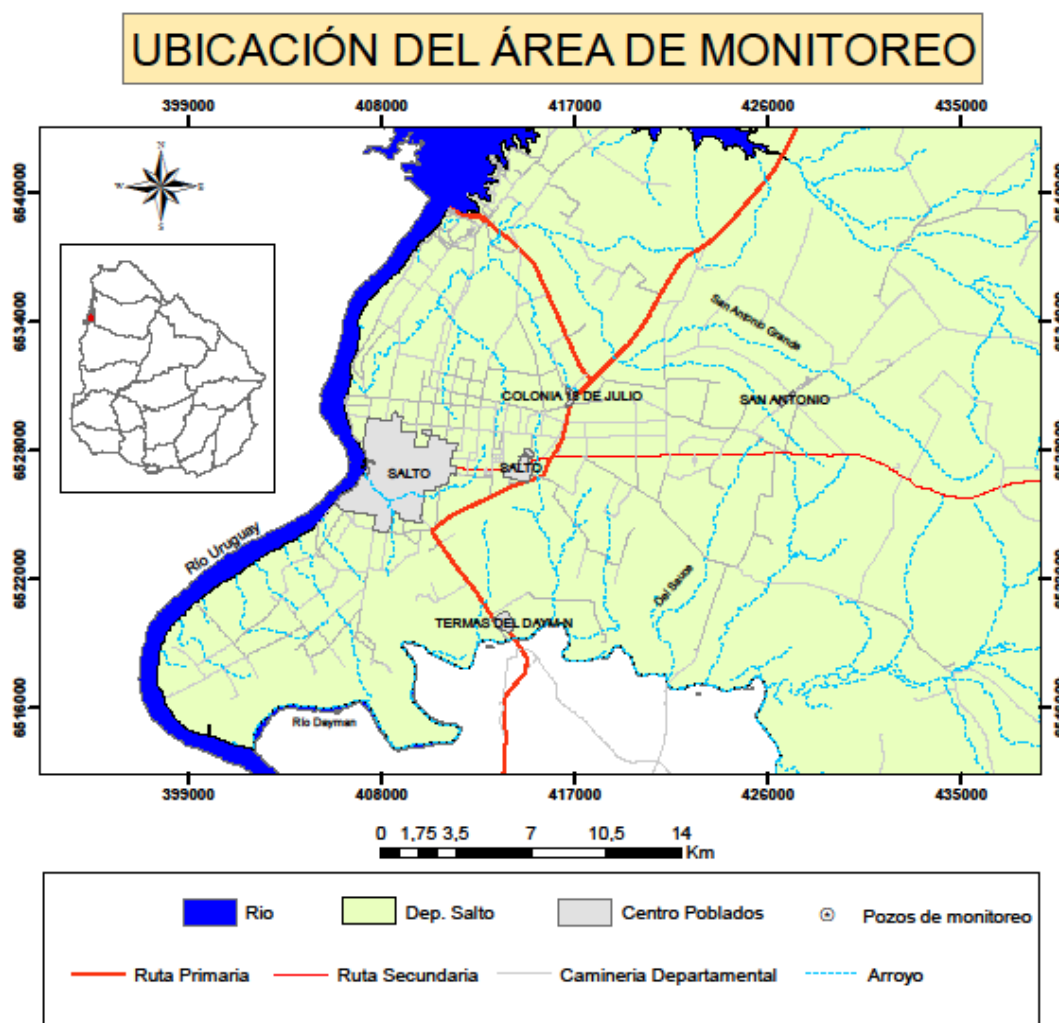 UBICACIÓN DEL ÁREA DE MONITOREO
399000 408000 417000 426000 435000
6540000
6534000
6528000
6522000
6516000
N
W E
S
San Antonio Grande
COLONIA 18 DE JULIO
SAN ANTONIO
SALTO
SALTO
Río Uruguay
Del Sauce
TERMAS DEL DAYM-N
Río Dayman
399000 408000 417000 426000 435000
0 1,75 3,5 7 10,5 14
Km
Rio Dep. Salto Centro Poblados Pozos de monitoreo
Ruta Primaria Ruta Secundaria Camineria Departamental Arroyo